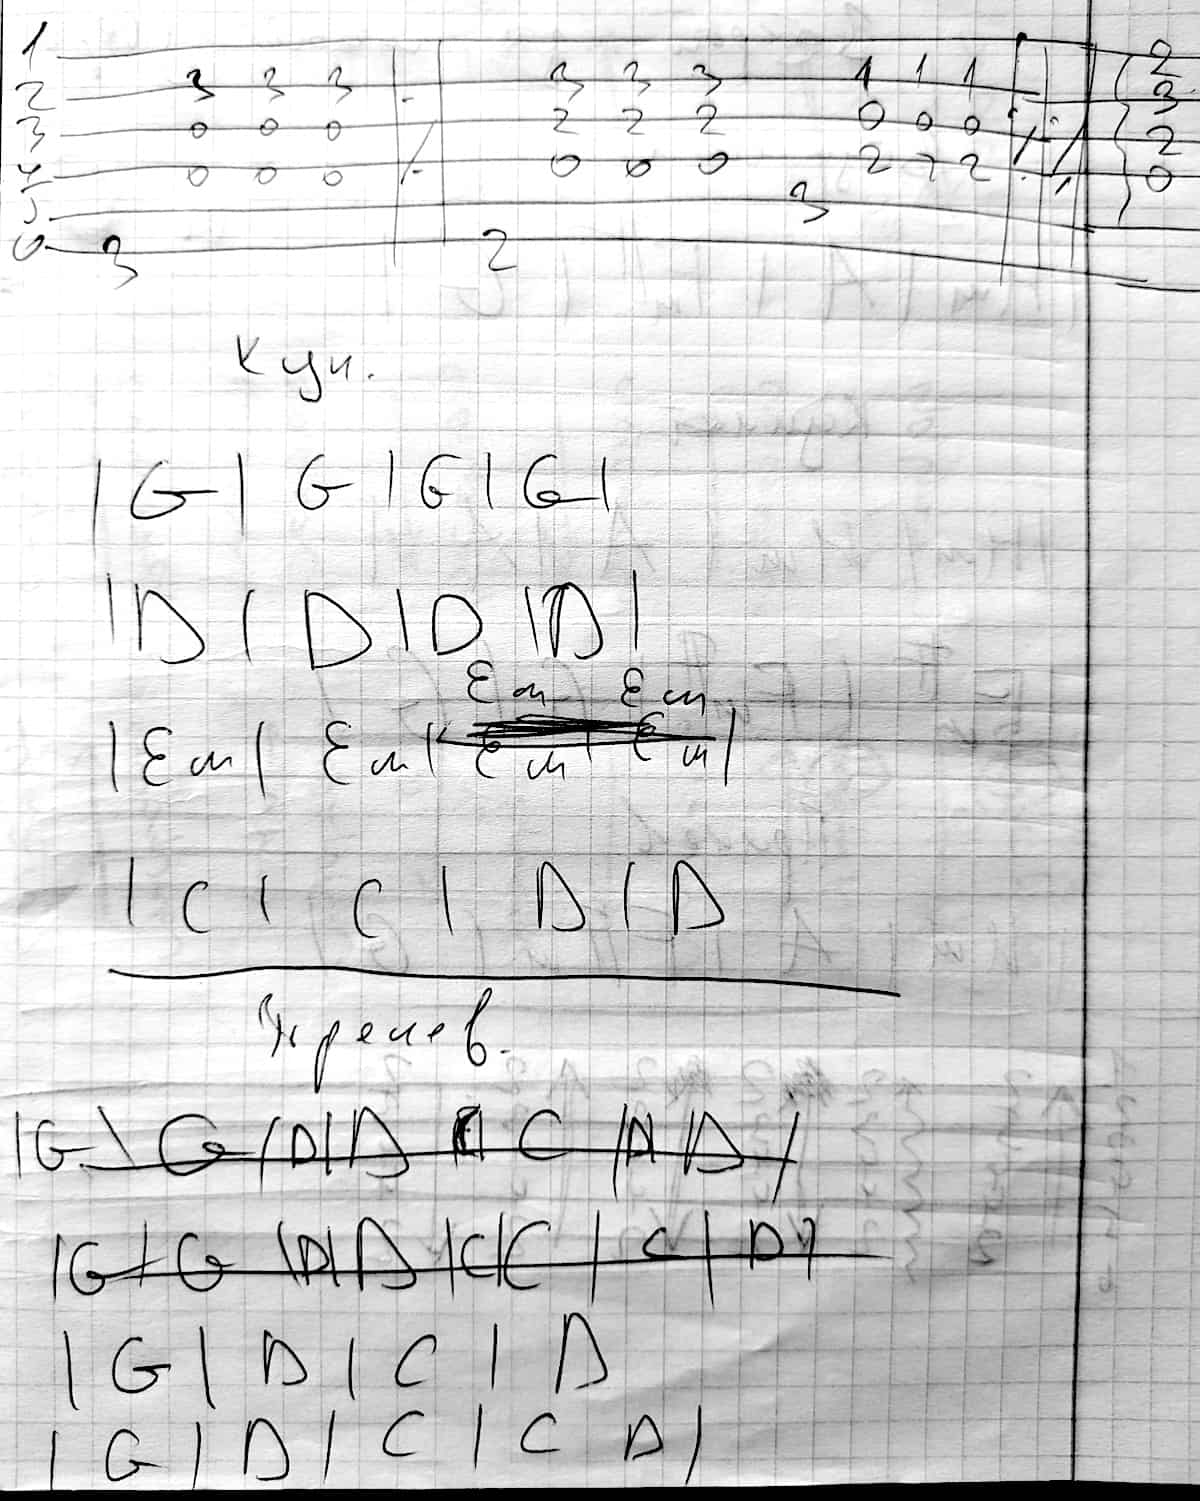 1 2
2 3 3 3 3 3 3 1 1 1 3
3 0 0 0 2 2 2 0 0 0 2
4 0 0 0 0 0 0 2 2 2 0
5 3
6 3 2
Куп.
| G | G | G | G |
| D | D | D | D |
Em Em
| Em | Em | Em | Em |
| C | C | D | D
Припев.
| G | G | D | D | C | D | D |
| G | G | D | D | C | C | C | D |
| G | D | C | D
| G | D | C | C D |